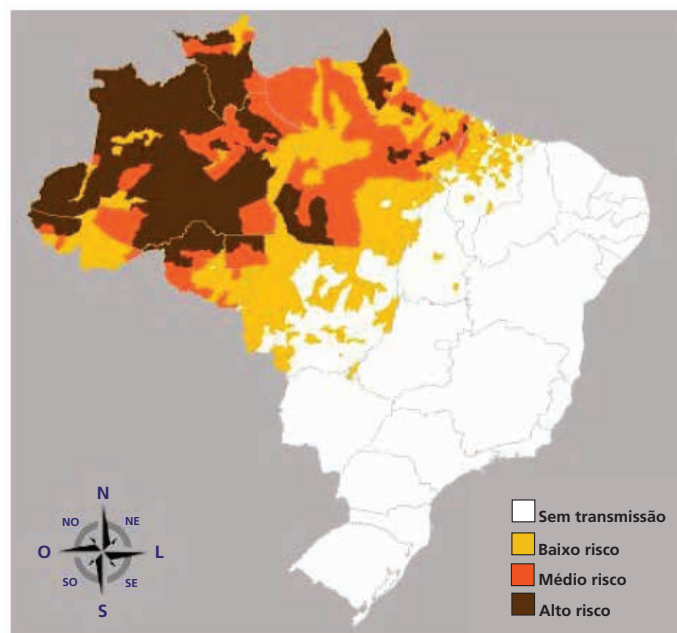 N
NO
NE
O
L
SO
SE
S
Sem transmissão
Baixo risco
Médio risco
Alto risco